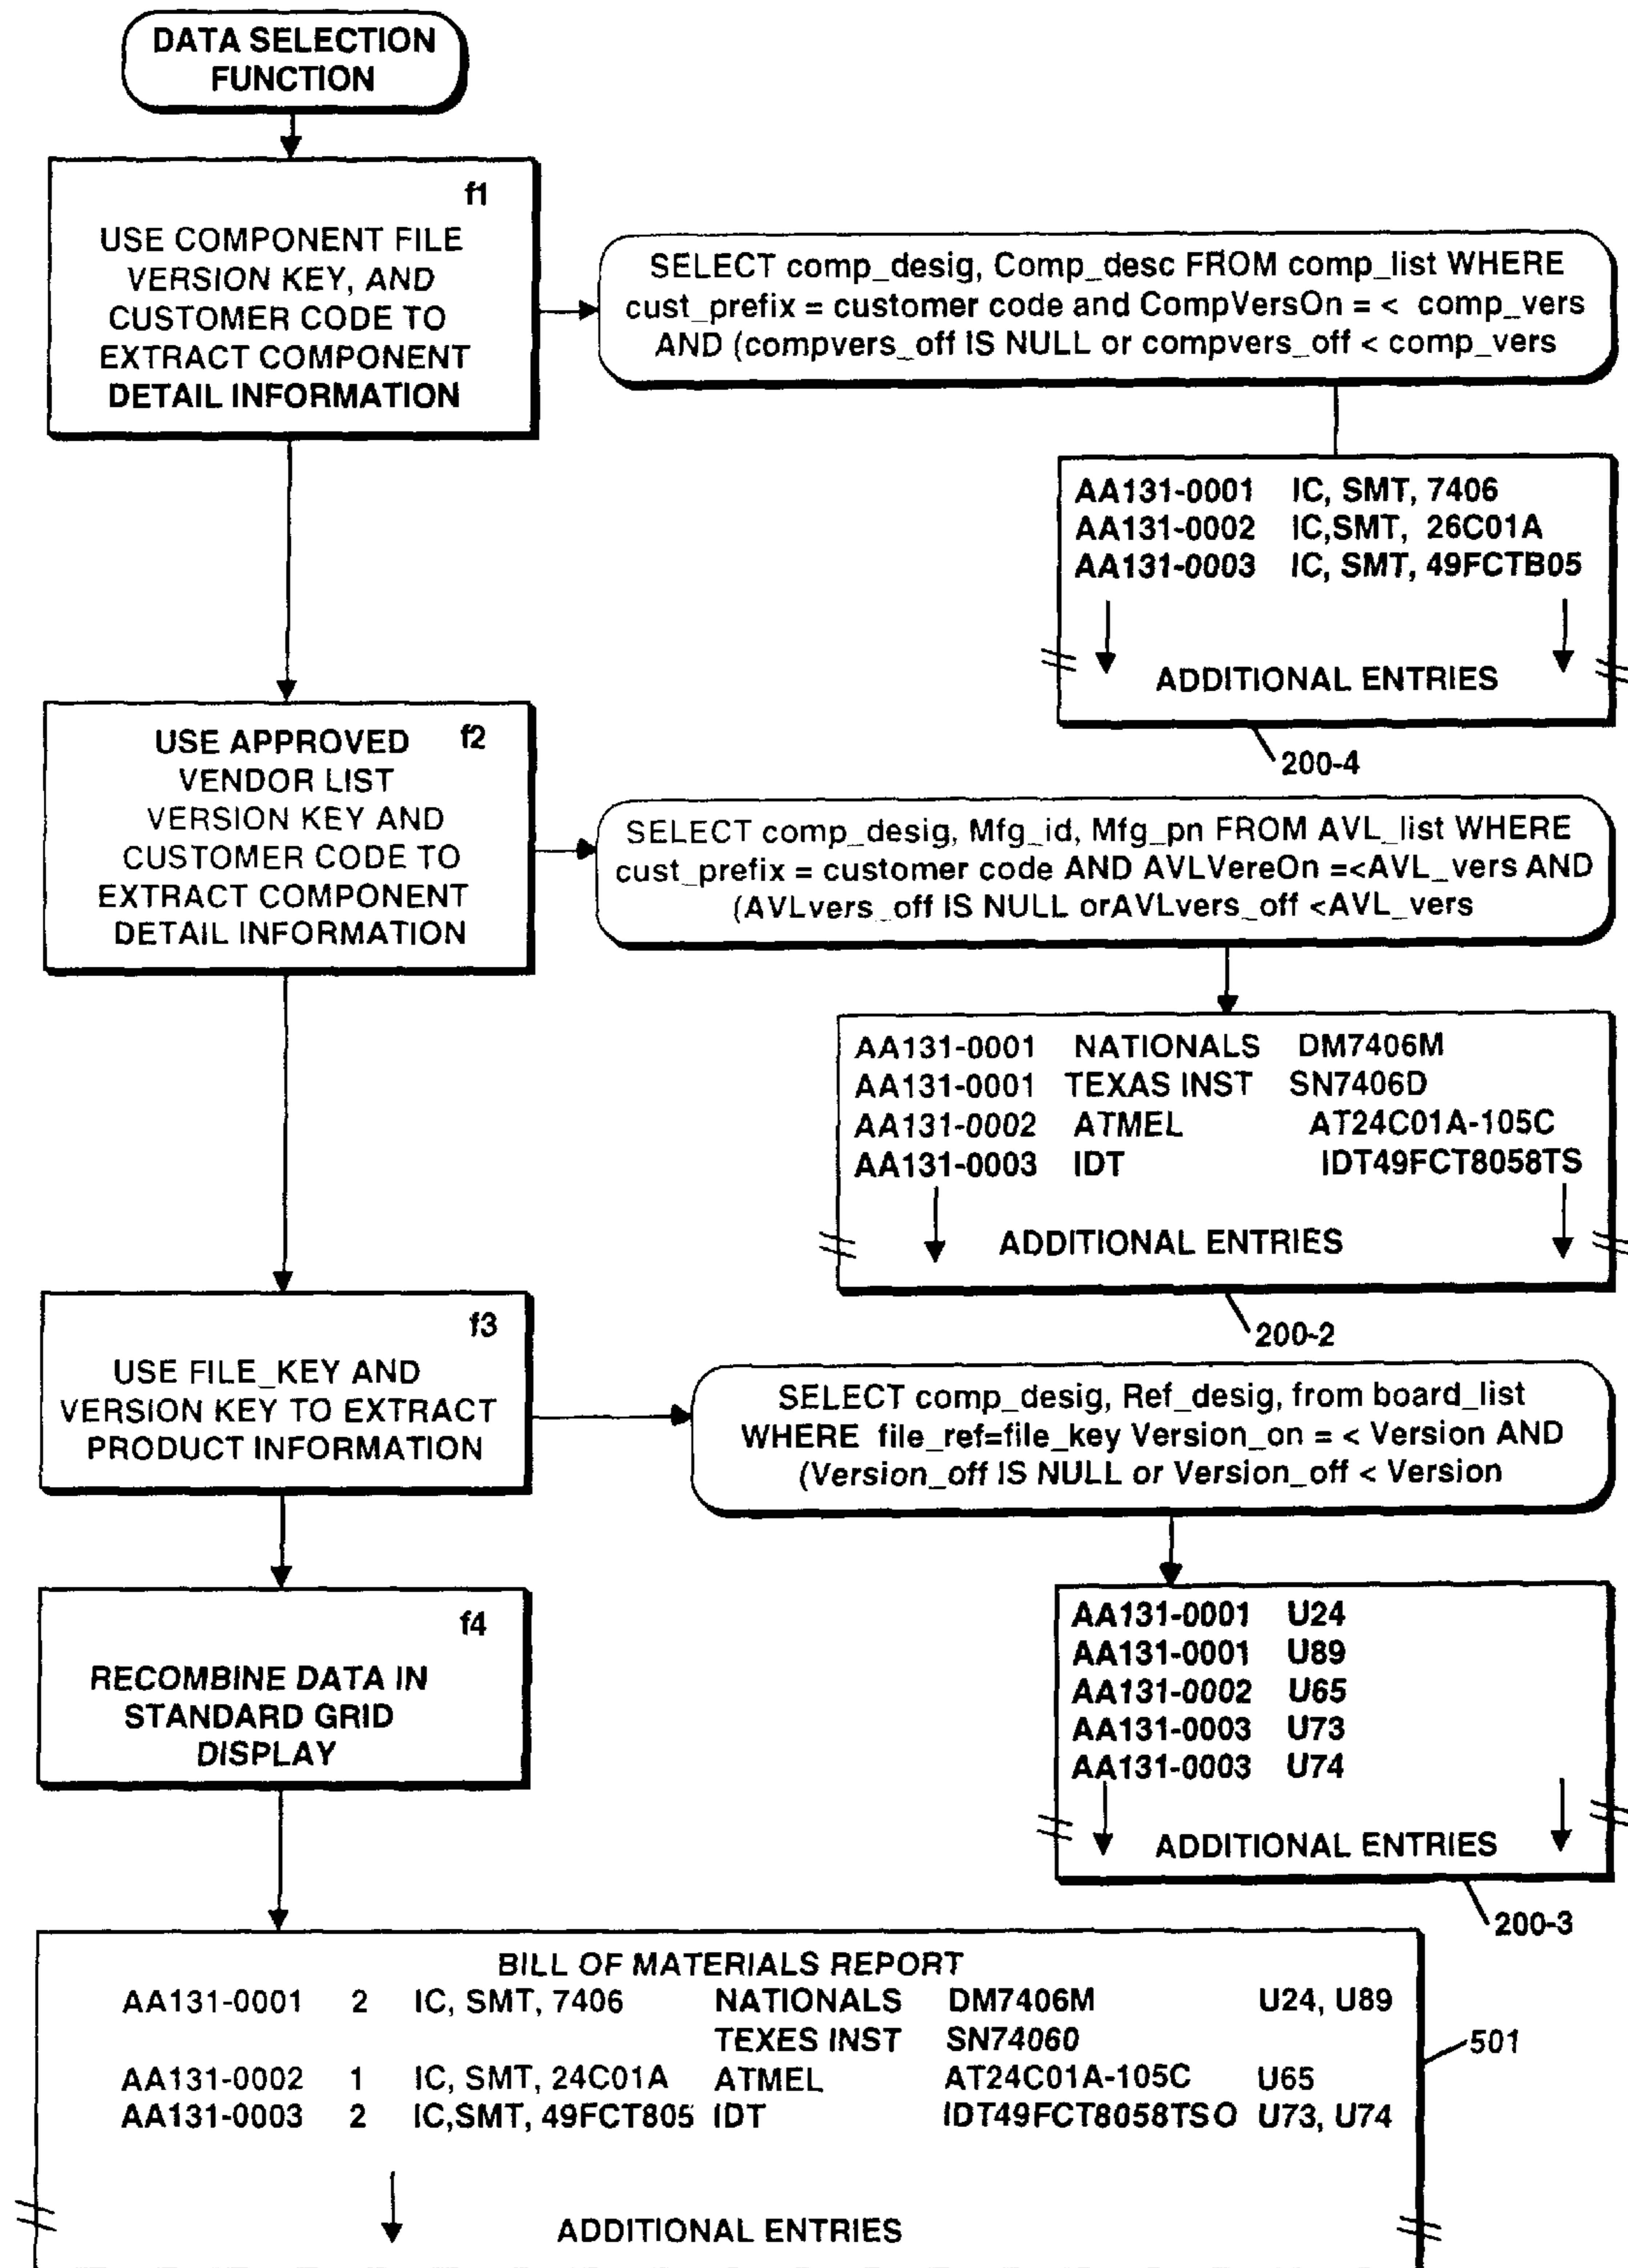 DATA SELECTION
FUNCTION
f1
USE COMPONENT FILE
VERSION KEY, AND
CUSTOMER CODE TO
EXTRACT COMPONENT
DETAIL INFORMATION
SELECT comp_desig, Comp_desc FROM comp_list WHERE
cust_prefix = customer code and CompVersOn = < comp_vers
AND (compvers_off IS NULL or compvers_off < comp_vers
AA131-0001 IC, SMT, 7406
AA131-0002 IC,SMT, 26C01A
AA131-0003 IC, SMT, 49FCTB05
ADDITIONAL ENTRIES
200-4
USE APPROVED f2
VENDOR LIST
VERSION KEY AND
CUSTOMER CODE TO
EXTRACT COMPONENT
DETAIL INFORMATION
SELECT comp_desig, Mfg_id, Mfg_pn FROM AVL_list WHERE
cust_prefix = customer code AND AVLVereOn =<AVL_vers AND
(AVLvers_off IS NULL orAVLvers_off <AVL_vers
AA131-0001 NATIONALS DM7406M
AA131-0001 TEXAS INST SN7406D
AA131-0002 ATMEL AT24C01A-105C
AA131-0003 IDT IDT49FCT8058TS
ADDITIONAL ENTRIES
200-2
f3
USE FILE_KEY AND
VERSION KEY TO EXTRACT
PRODUCT INFORMATION
SELECT comp_desig, Ref_desig, from board_list
WHERE file_ref=file_key Version_on = < Version AND
(Version_off IS NULL or Version_off < Version
AA131-0001 U24
AA131-0001 U89
AA131-0002 U65
AA131-0003 U73
AA131-0003 U74
ADDITIONAL ENTRIES
200-3
f4
RECOMBINE DATA IN
STANDARD GRID
DISPLAY
BILL OF MATERIALS REPORT
AA131-0001 2 IC, SMT, 7406 NATIONALS DM7406M U24, U89
TEXES INST SN74060
AA131-0002 1 IC, SMT, 24C01A ATMEL AT24C01A-105C U65
AA131-0003 2 IC,SMT, 49FCT805 IDT IDT49FCT8058TSO U73, U74
ADDITIONAL ENTRIES
501